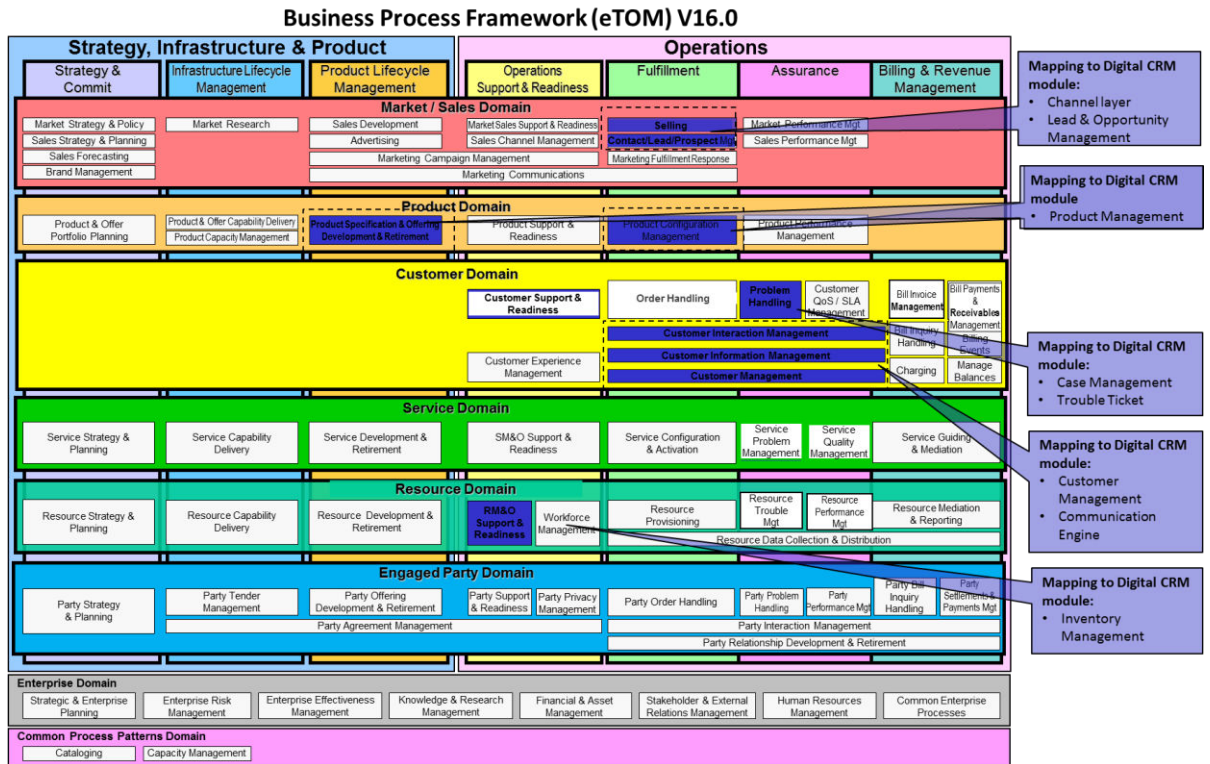 Business Process Framework (eTOM) V16.0
Strategy, Infrastructure & Product
Operations
Strategy &
Commit
Infrastructure Lifecycle
Management
Product Lifecycle
Management
Operations
Support & Readiness
Fulfillment
Assurance
Billing & Revenue
Management
Market / Sales Domain
Market Strategy & Policy
Market Research
Sales Development
Market Sales Support & Readiness
Selling
Market Performance Mgt
Sales Strategy & Planning
Advertising
Sales Channel Management
Contact/Lead/Prospect Mgt
Sales Performance Mgt
Sales Forecasting
Marketing Campaign Management
Marketing Fulfillment Response
Brand Management
Marketing Communications
Product Domain
Product & Offer
Portfolio Planning
Product & Offer Capability Delivery
Product Capacity Management
Product Specification & Offering
Development & Retirement
Product Support &
Readiness
Product Configuration
Management
Product Performance
Management
Customer Domain
Customer Support &
Readiness
Order Handling
Problem
Handling
Customer
QoS / SLA
Management
Bill Invoice
Management
Bill Payments
&
Receivables
Management
Customer Interaction Management
Bill Inquiry
Handling
Billing
Events
Customer Experience
Management
Customer Information Management
Customer Management
Charging
Manage
Balances
Service Domain
Service Strategy &
Planning
Service Capability
Delivery
Service Development &
Retirement
SM&O Support &
Readiness
Service Configuration
& Activation
Service
Problem
Management
Service
Quality
Management
Service Guiding
& Mediation
Resource Domain
Resource Strategy &
Planning
Resource Capability
Delivery
Resource Development &
Retirement
RM&O
Support &
Readiness
Workforce
Management
Resource
Provisioning
Resource
Trouble
Mgt
Resource
Performance
Mgt
Resource Mediation
& Reporting
Resource Data Collection & Distribution
Engaged Party Domain
Party Strategy
& Planning
Party Tender
Management
Party Offering
Development & Retirement
Party Support
& Readiness
Party Privacy
Management
Party Order Handling
Party Problem
Handling
Party
Performance Mgt
Party Bill
Inquiry
Handling
Party
Settlements &
Payments Mgt
Party Agreement Management
Party Interaction Management
Party Relationship Development & Retirement
Enterprise Domain
Strategic & Enterprise
Planning
Enterprise Risk
Management
Enterprise Effectiveness
Management
Knowledge & Research
Management
Financial & Asset
Management
Stakeholder & External
Relations Management
Human Resources
Management
Common Enterprise
Processes
Common Process Patterns Domain
Cataloging
Capacity Management
Mapping to Digital CRM
module:
• Channel layer
• Lead & Opportunity
Management
Mapping to Digital CRM
module
• Product Management
Mapping to Digital CRM
module:
• Case Management
• Trouble Ticket
Mapping to Digital CRM
module:
• Customer
Management
• Communication
Engine
Mapping to Digital CRM
module:
• Inventory
Management